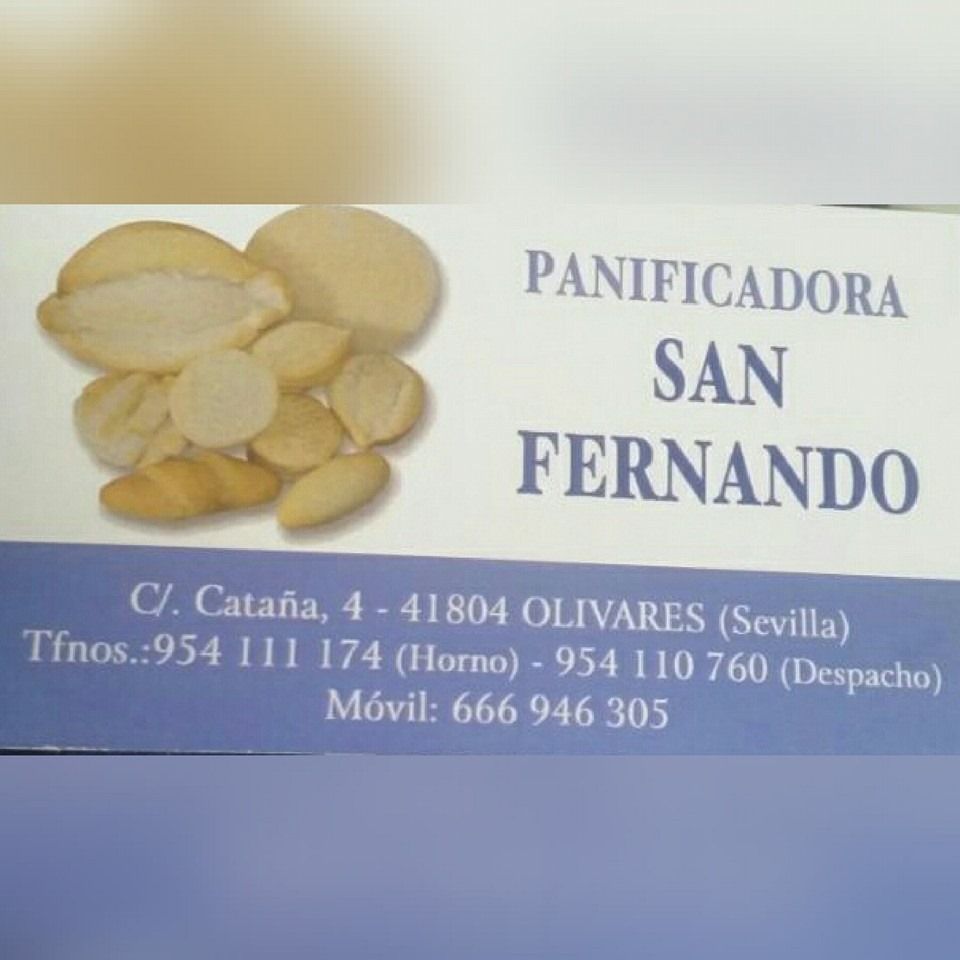 PANIFICADORA
SAN
FERNANDO
C/. Cataña, 4 - 41804 OLIVARES (Sevilla)
Tfnos.:954 111 174 (Horno) - 954 110 760 (Despacho)
Móvil: 666 946 305